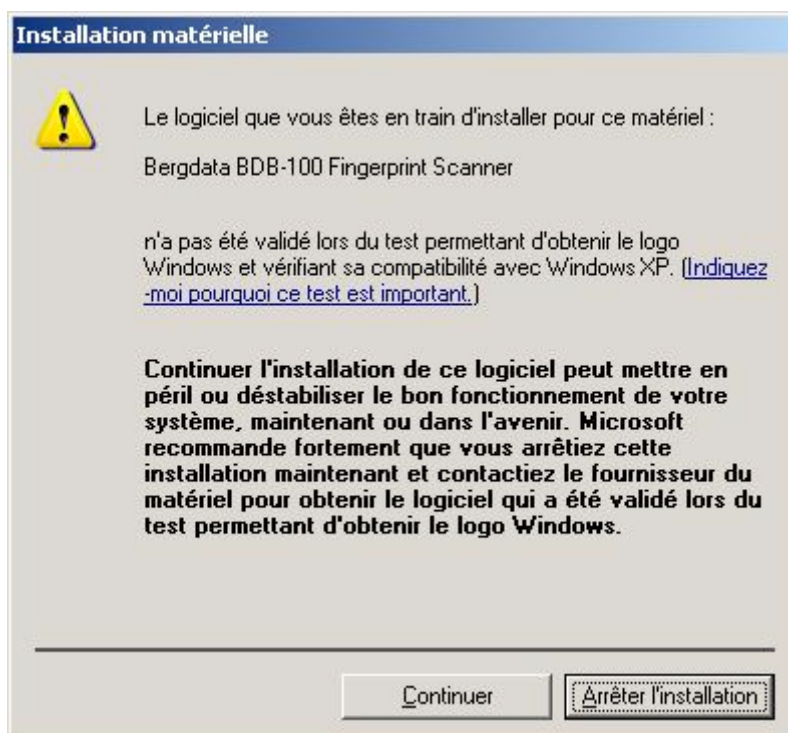 Installation matérielle
Le logiciel que vous êtes en train d'installer pour ce matériel :
Bergdata BDB-100 Fingerprint Scanner
n'a pas été validé lors du test permettant d'obtenir le logo
Windows et vérifiant sa compatibilité avec Windows XP. (Indiquez
-moi pourquoi ce test est important.)
Continuer l'installation de ce logiciel peut mettre en
péril ou déstabiliser le bon fonctionnement de votre
système, maintenant ou dans l'avenir. Microsoft
recommande fortement que vous arrêtiez cette
installation maintenant et contactiez le fournisseur du
matériel pour obtenir le logiciel qui a été validé lors du
test permettant d'obtenir le logo Windows.
Continuer
Arrêter l'installation